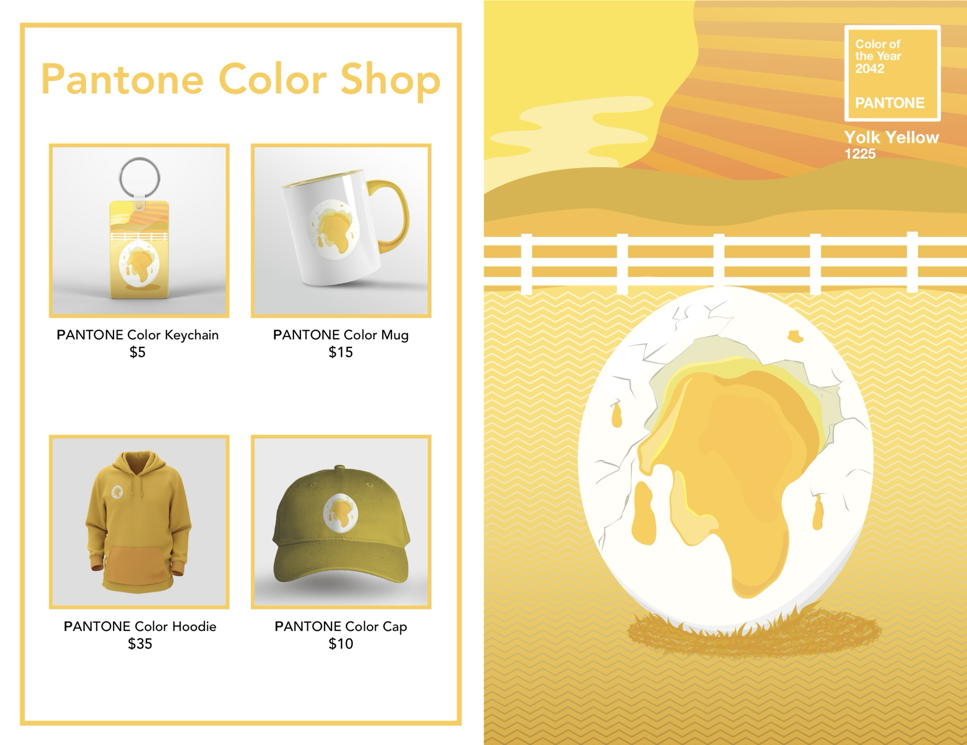 Pantone Color Shop
PANTONE Color Keychain
$5
PANTONE Color Mug
$15
PANTONE Color Hoodie
$35
PANTONE Color Cap
$10
Color of
the Year
2042
PANTONE
Yolk Yellow
1225